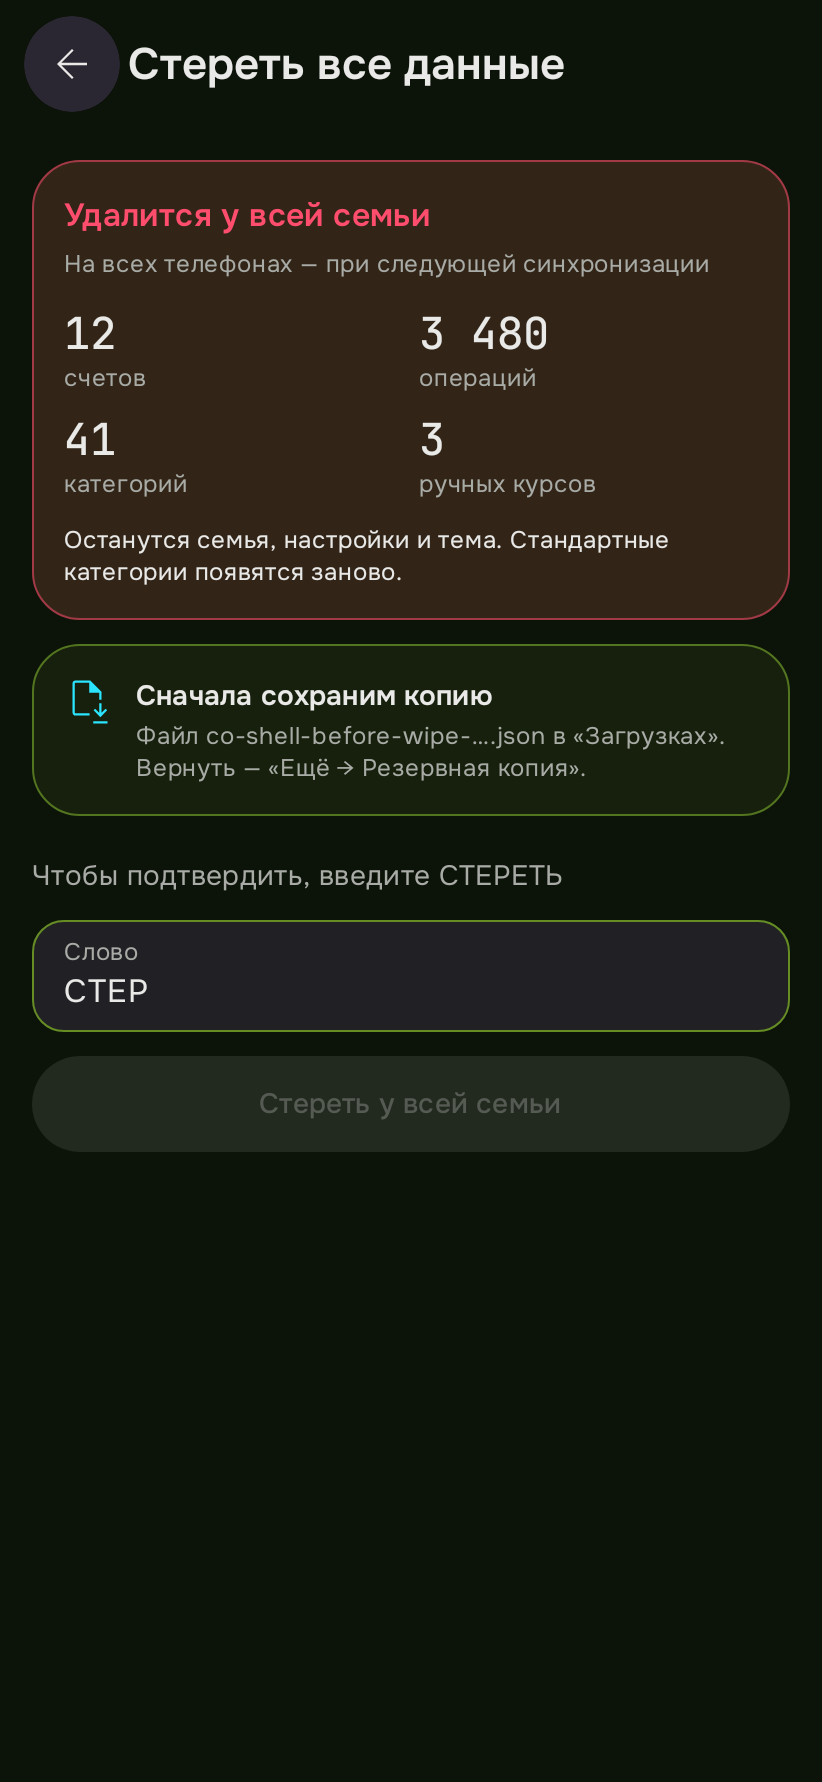 Стереть все данные
Удалится у всей семьи
На всех телефонах — при следующей синхронизации
12
счетов
3 480
операций
41
категорий
3
ручных курсов
Останутся семья, настройки и тема. Стандартные
категории появятся заново.
Сначала сохраним копию
Файл co-shell-before-wipe-….json в «Загрузках».
Вернуть — «Ещё → Резервная копия».
Чтобы подтвердить, введите СТЕРЕТЬ
Слово
СТЕР
Стереть у всей семьи